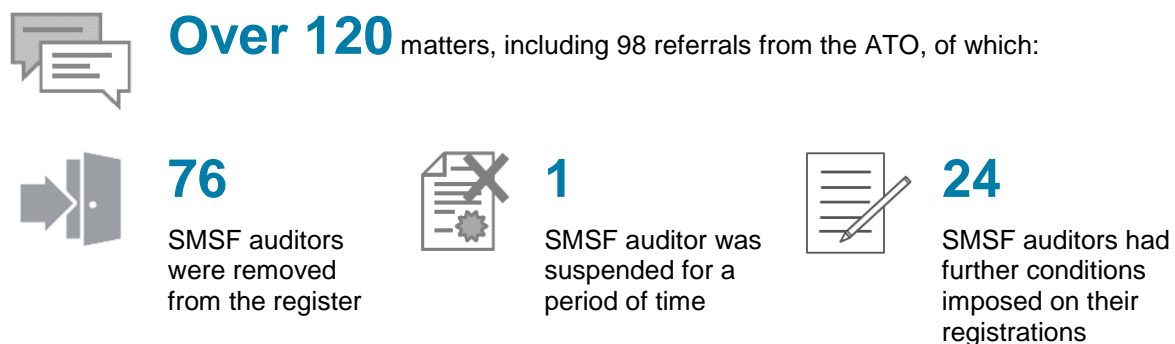 Over 120 matters, including 98 referrals from the ATO, of which:
76
SMSF auditors
were removed
from the register
1
SMSF auditor was
suspended for a
period of time
24
SMSF auditors had
further conditions
imposed on their
registrations